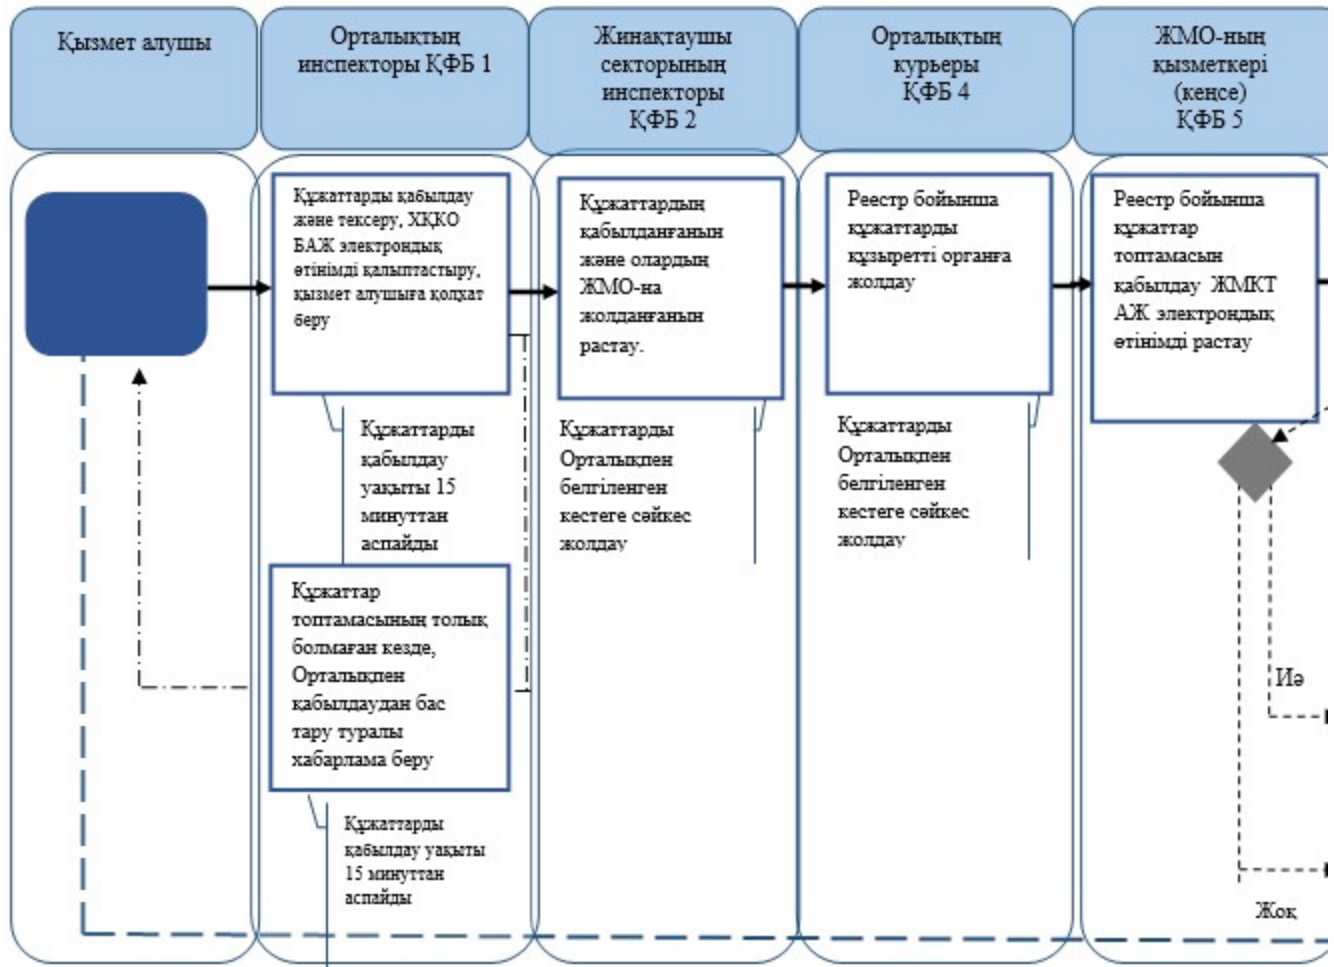 Қызмет алушы
Орталықтың
инспекторы ҚФБ 1
Жинақтаушы
секторының
инспекторы
ҚФБ 2
Орталықтың
курьеры
ҚФБ 4
ЖМО-ның
қызметкері
(кеңсе)
ҚФБ 5
Құжаттарды қабылдау
және тексеру, ХҚКО
БАЖ электрондық
өтінімді қалыптастыру,
қызмет алушыға қолхат
беру
Құжаттардың
қабылданғанын
және олардың
ЖМО-на
жолданғанын
растау.
Реестр бойынша
құжаттарды
құзыретті органға
жолдау
Реестр бойынша
құжаттар
топтамасын
қабылдау ЖМКТ
АЖ электрондық
өтінімді растау
Құжаттарды
қабылдау
уақыты 15
минуттан
аспайды
Құжаттарды
Орталықпен
белгіленген
кестеге сәйкес
жолдау
Құжаттарды
Орталықпен
белгіленген
кестеге сәйкес
жолдау
Құжаттар
топтамасының толық
болмаған кезде,
Орталықпен
қабылдаудан бас
тару туралы
хабарлама беру
Құжаттарды
қабылдау уақыты
15 минуттан
аспайды
Иә
Жоқ